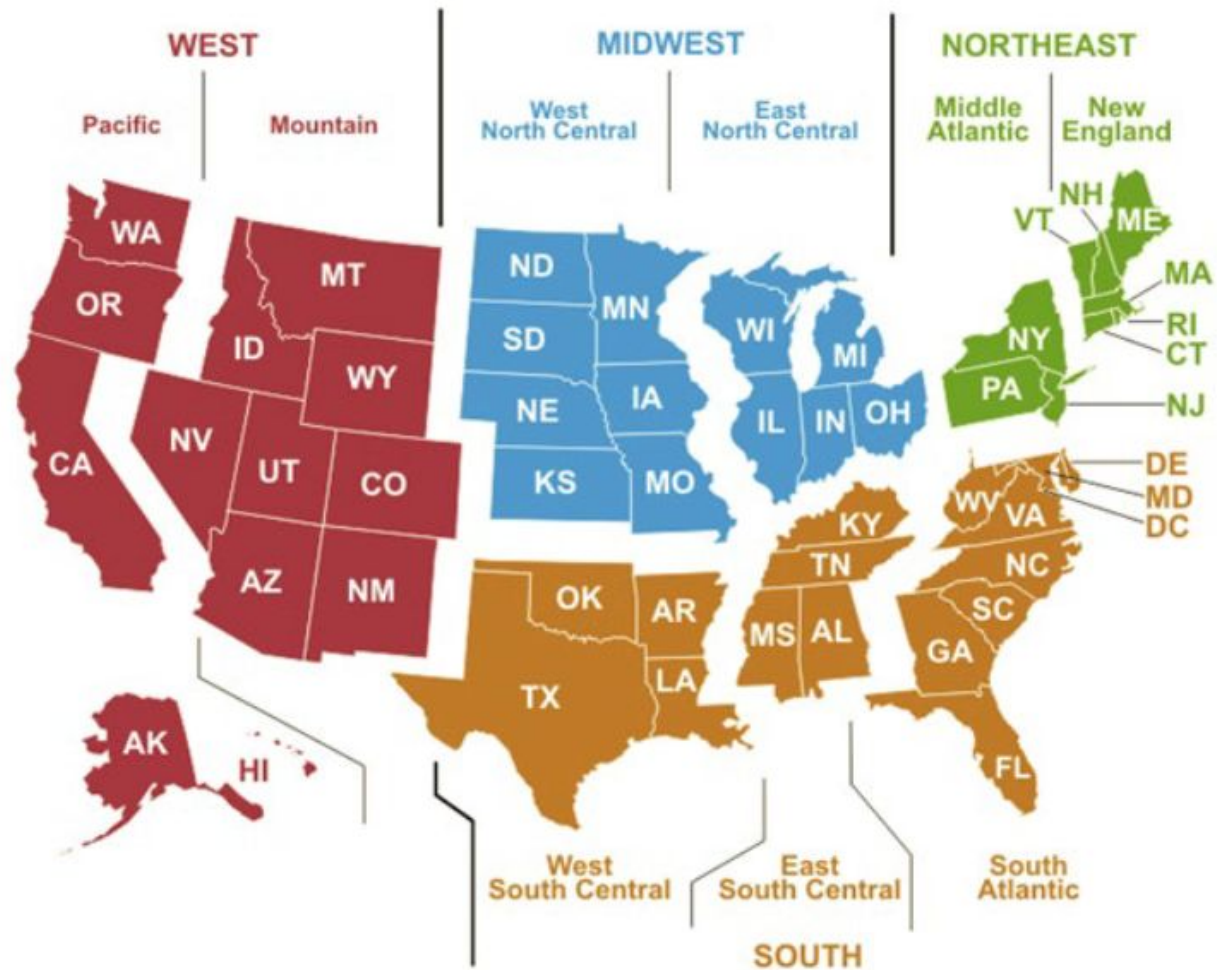 WEST
MIDWEST
NORTHEAST
Pacific
Mountain
West
North Central
East
North Central
Middle
Atlantic
New
England
WA
OR
CA
MT
ID
WY
NV
UT
CO
AZ
NM
AK
HI
ND
SD
NE
KS
MN
IA
MO
WI
MI
IL
IN
OH
NH
VT
ME
MA
RI
CT
NY
PA
NJ
DE
MD
DC
WV
VA
KY
TN
NC
SC
OK
AR
MS
AL
GA
TX
LA
FL
West
South Central
East
South Central
South
Atlantic
SOUTH